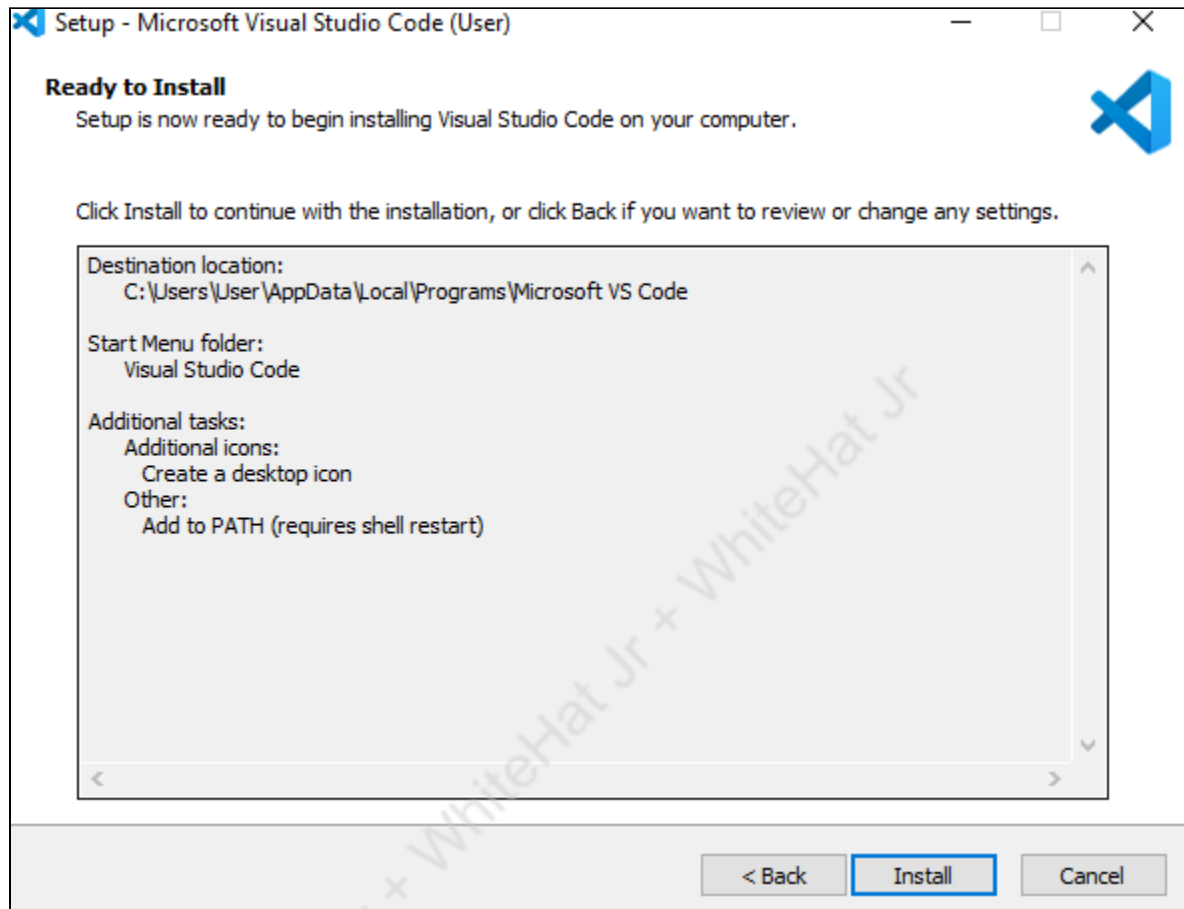 Setup - Microsoft Visual Studio Code (User)
Ready to Install
Setup is now ready to begin installing Visual Studio Code on your computer.
Click Install to continue with the installation, or click Back if you want to review or change any settings.
Destination location:
C:\Users\User\AppData\Local\Programs\Microsoft VS Code
Start Menu folder:
Visual Studio Code
Additional tasks:
Additional icons:
Create a desktop icon
Other:
Add to PATH (requires shell restart)
+ WhiteHat Jr + WhiteHat Jr
< Back
Install
Cancel